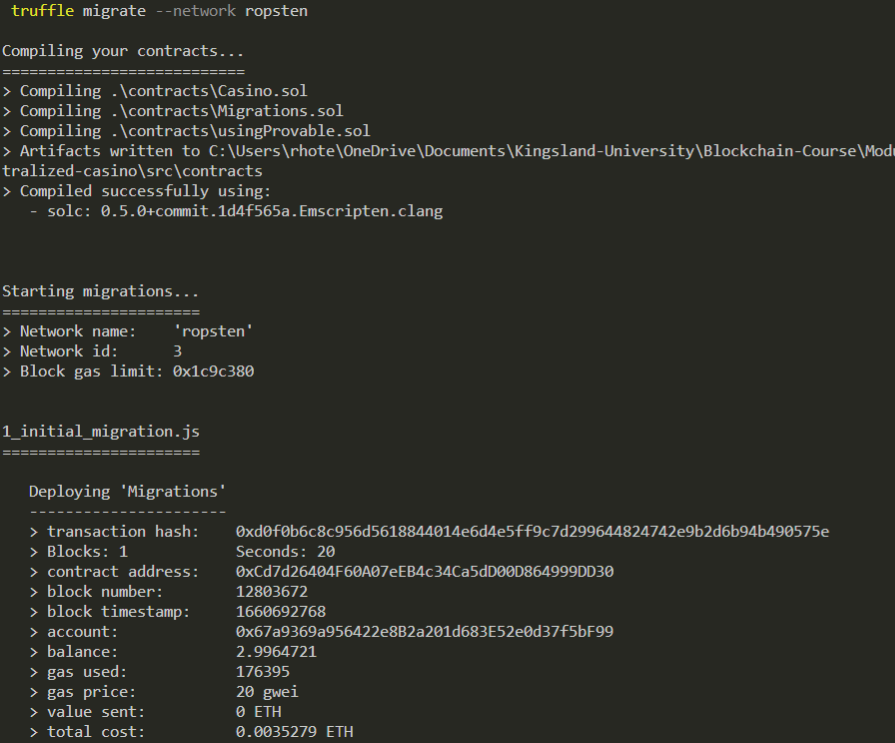 truffle migrate --network ropsten
Compiling your contracts...
===========================
> Compiling .\contracts\Casino.sol
> Compiling .\contracts\Migrations.sol
> Compiling .\contracts\usingProvable.sol
> Artifacts written to C:\Users\rhote\OneDrive\Documents\Kingsland-University\Blockchain-Course\Modu
tralized-casino\src\contracts
> Compiled successfully using:
   - solc: 0.5.0+commit.1d4f565a.Emscripten.clang
Starting migrations...
======================
> Network name:    'ropsten'
> Network id:      3
> Block gas limit: 0x1c9c380
1_initial_migration.js
======================
   Deploying 'Migrations'
   ----------------------
   > transaction hash:    0xd0f0b6c8c956d5618844014e6d4e5ff9c7d299644824742e9b2d6b94b490575e
   > Blocks: 1            Seconds: 20
   > contract address:    0xCd7d26404F60A07eEB4c34Ca5dD00D864999DD30
   > block number:        12803672
   > block timestamp:     1660692768
   > account:             0x67a9369a956422e8B2a201d683E52e0d37f5bF99
   > balance:             2.9964721
   > gas used:            176395
   > gas price:           20 gwei
   > value sent:          0 ETH
   > total cost:          0.0035279 ETH